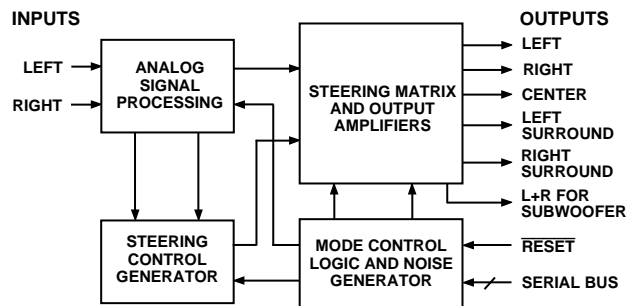 INPUTS
OUTPUTS
LEFT
RIGHT
ANALOG
SIGNAL
PROCESSING
STEERING MATRIX
AND OUTPUT
AMPLIFIERS
LEFT
RIGHT
CENTER
LEFT
SURROUND
RIGHT
SURROUND
L+R FOR
SUBWOOFER
STEERING
CONTROL
GENERATOR
MODE CONTROL
LOGIC AND NOISE
GENERATOR
RESET
SERIAL BUS